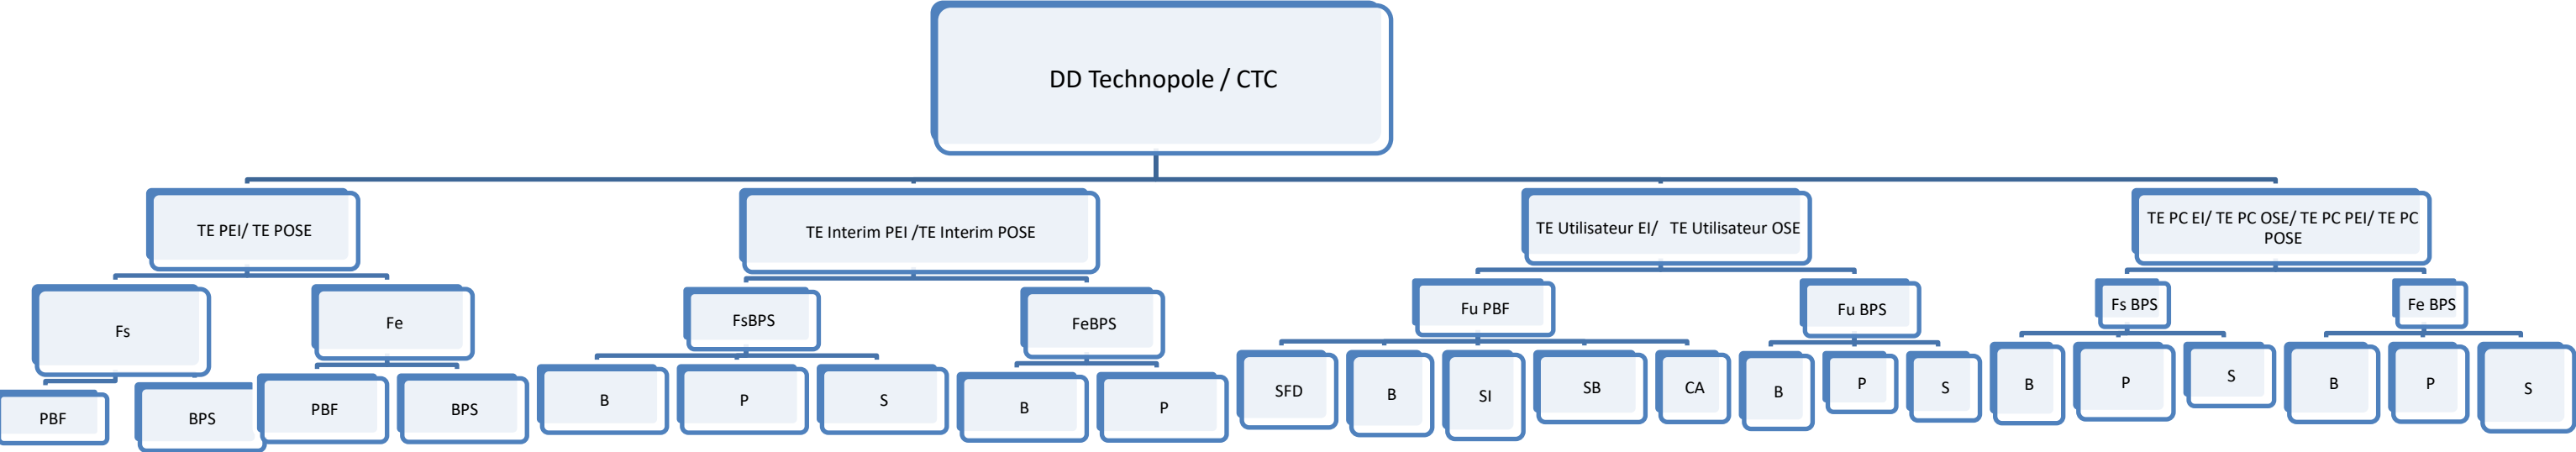 DD Technopole / CTC
TE PEI/ TE POSE
TE Interim PEI /TE Interim POSE
TE Utilisateur EI/ TE Utilisateur OSE
TE PC EI/ TE PC OSE/ TE PC PEI/ TE PC
POSE
Fs
Fe
FsBPS
FeBPS
Fu PBF
Fu BPS
Fs BPS
Fe BPS
PBF
BPS
PBF
BPS
B
P
S
B
P
SFD
B
SI
SB
CA
B
P
S
B
P
S
B
P
S